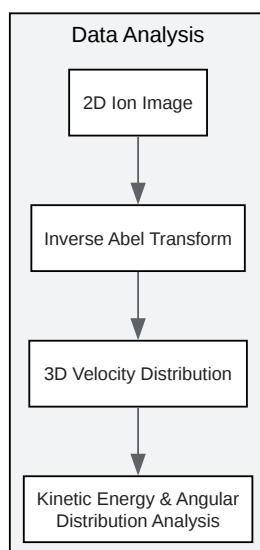 Data Analysis
2D Ion Image
Inverse Abel Transform
3D Velocity Distribution
Kinetic Energy & Angular
Distribution Analysis